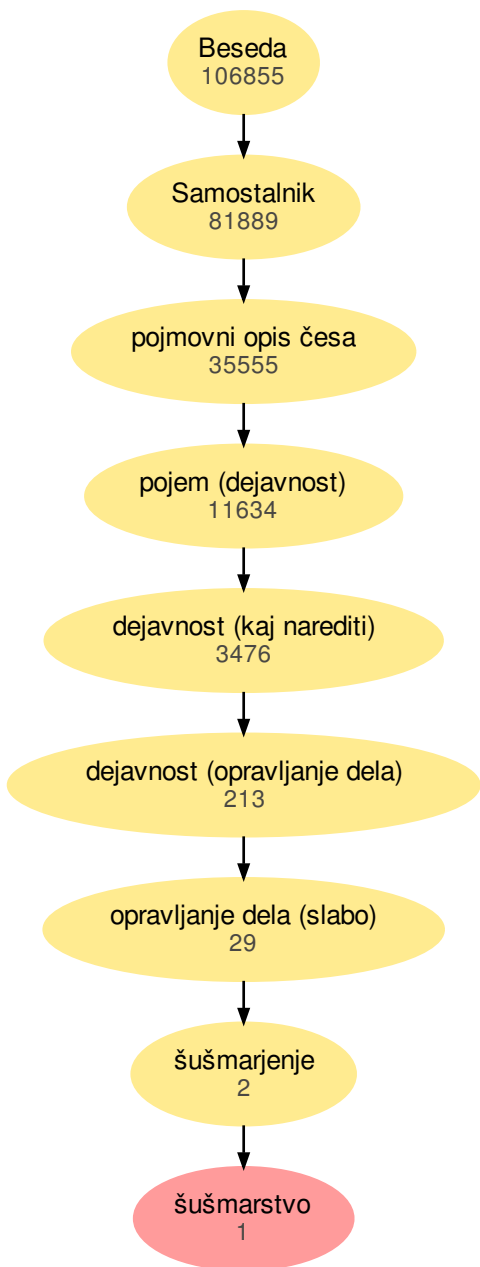 Beseda
106855
Samostalnik
81889
pojmovni opis česa
35555
pojem (dejavnost)
11634
dejavnost (kaj narediti)
3476
dejavnost (opravljanje dela)
213
opravljanje dela (slabo)
29
šušmarjenje
2
šušmarstvo
1